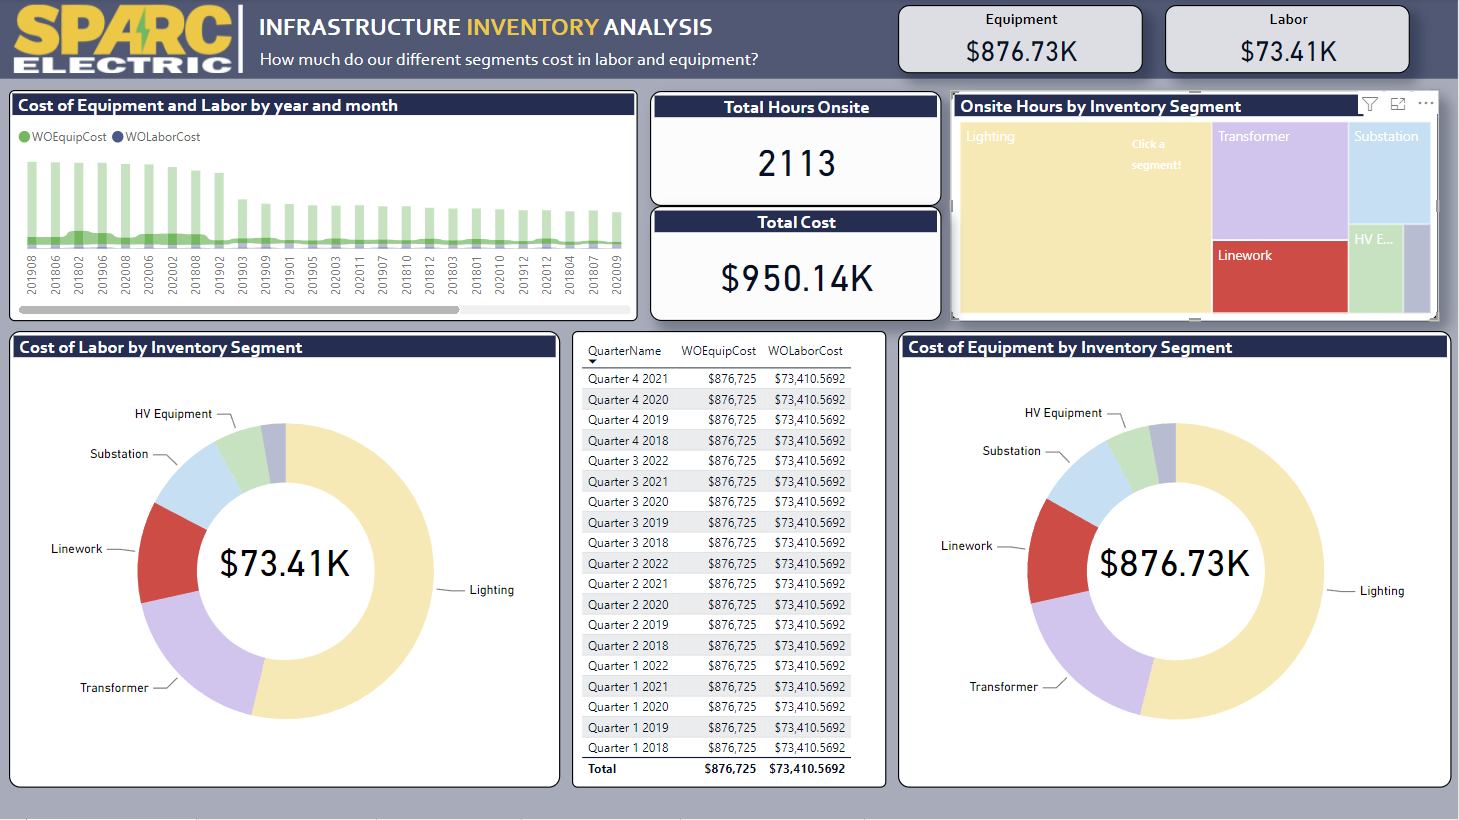 SPARC
ELECTRIC
INFRASTRUCTURE INVENTORY ANALYSIS
How much do our different segments cost in labor and equipment?
Equipment
$876.73K
Labor
$73.41K
Cost of Equipment and Labor by year and month
WOEquipCost WOLaborCost
201908 201806 201802 201906 202008 202006 202002 201808 201902 201903 201909 201901 201905 202003 202011 201907 201810 201812 201803 201801 202010 201912 202012 201804 201807 202009
Total Hours Onsite
2113
Total Cost
$950.14K
Onsite Hours by Inventory Segment
Lighting
Click a
segment!
Transformer
Substation
Linework
HV E...
Cost of Labor by Inventory Segment
HV Equipment
Substation
Linework
$73.41K
Lighting
Transformer
QuarterName WOEquipCost WOLaborCost
Quarter 4 2021 $876,725 $73,410.5692
Quarter 4 2020 $876,725 $73,410.5692
Quarter 4 2019 $876,725 $73,410.5692
Quarter 4 2018 $876,725 $73,410.5692
Quarter 3 2022 $876,725 $73,410.5692
Quarter 3 2021 $876,725 $73,410.5692
Quarter 3 2020 $876,725 $73,410.5692
Quarter 3 2019 $876,725 $73,410.5692
Quarter 3 2018 $876,725 $73,410.5692
Quarter 2 2022 $876,725 $73,410.5692
Quarter 2 2021 $876,725 $73,410.5692
Quarter 2 2020 $876,725 $73,410.5692
Quarter 2 2019 $876,725 $73,410.5692
Quarter 2 2018 $876,725 $73,410.5692
Quarter 1 2022 $876,725 $73,410.5692
Quarter 1 2021 $876,725 $73,410.5692
Quarter 1 2020 $876,725 $73,410.5692
Quarter 1 2019 $876,725 $73,410.5692
Quarter 1 2018 $876,725 $73,410.5692
Total $876,725 $73,410.5692
Cost of Equipment by Inventory Segment
HV Equipment
Substation
Linework
$876.73K
Lighting
Transformer